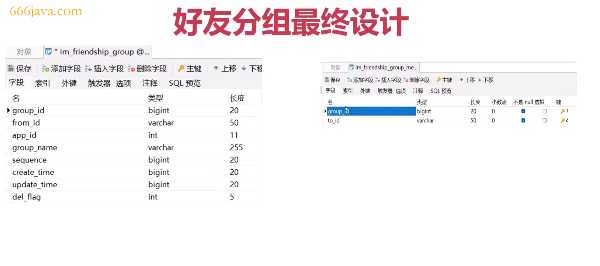 666java.com
好友分组最终设计
对象 * im_friendship_group @...
保存 添加字段 插入字段 删除字段 主键 上移 下移
字段 索引 外键 触发器 选项 注释 SQL 预览
名 类型 长度
group_id bigint 20
from_id varchar 50
app_id int 11
group_name varchar 255
sequence bigint 20
create_time bigint 20
update_time bigint 20
del_flag int 5
对象 im_friendship_group_me...
保存 添加字段 插入字段 删除字段 主键 上移 下移
字段 索引 外键 触发器 选项 注释 SQL 预览
名 类型 长度 小数点 不是 null 虚拟 键
group_id bigint 20 0 1
to_id varchar 50 0 2